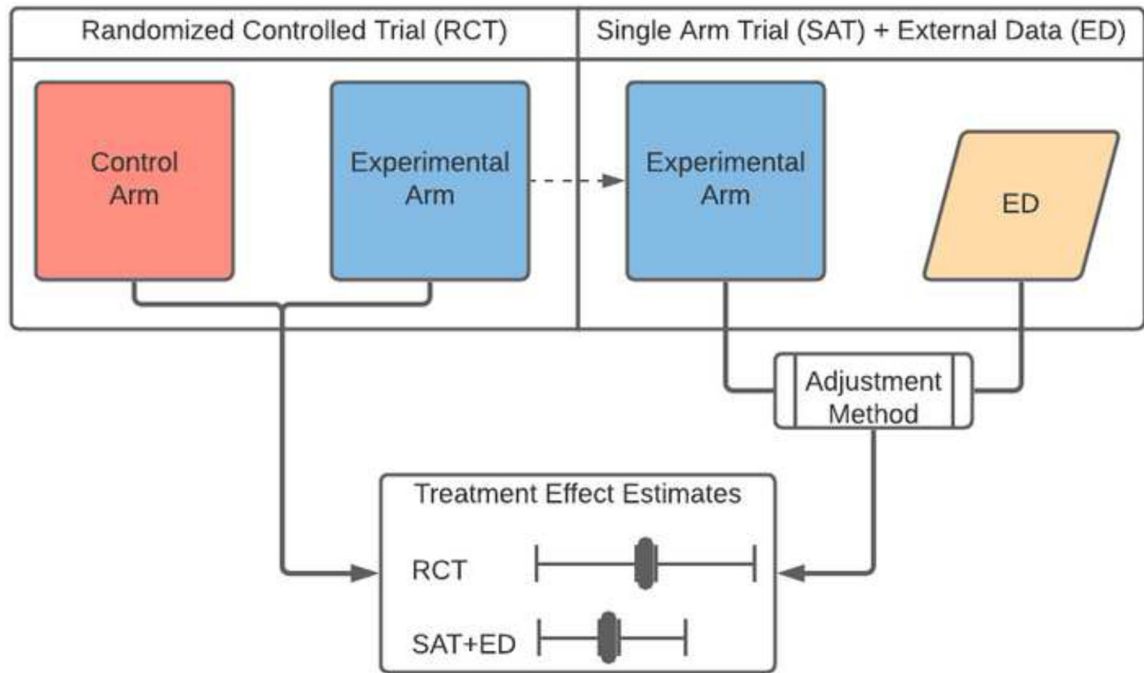 Randomized Controlled Trial (RCT)
Single Arm Trial (SAT) + External Data (ED)
Control
Arm
Experimental
Arm
Experimental
Arm
ED
Adjustment
Method
Treatment Effect Estimates
RCT
SAT+ED